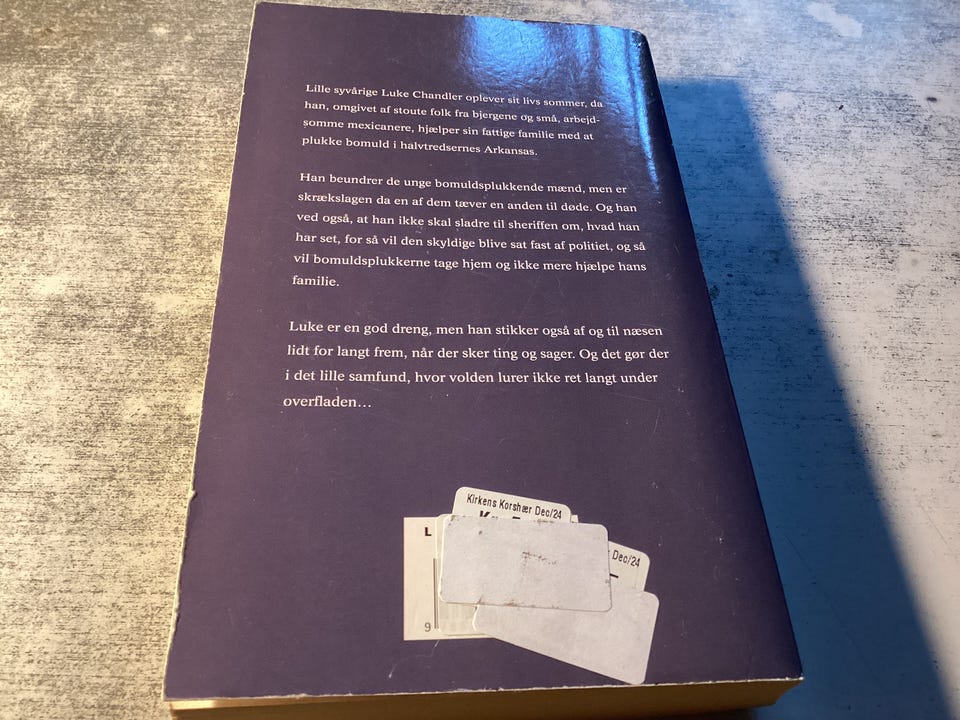 Lille syvårige Luke Chandler oplever sit livs sommer, da
han, omgivet af stoute folk fra bjergene og små, arbejd-
somme mexicanere, hjælper sin fattige familie med at
plukke bomuld i halvtredsernes Arkansas.
Han beundrer de unge bomuldsplukkende mænd, men er
skrækslagen da en af dem tæver en anden til døde. Og han
ved også, at han ikke skal sladre til sheriffen om, hvad han
har set, for så vil den skyldige blive sat fast af politiet, og så
vil bomuldsplukkerne tage hjem og ikke mere hjælpe hans
familie.
Luke er en god dreng, men han stikker også af og til næsen
lidt for langt frem, når der sker ting og sager. Og det gør der
i det lille samfund, hvor volden lurer ikke ret langt under
overfladen...
Kirkens Korshær Dec/24
L
Dec/24
9